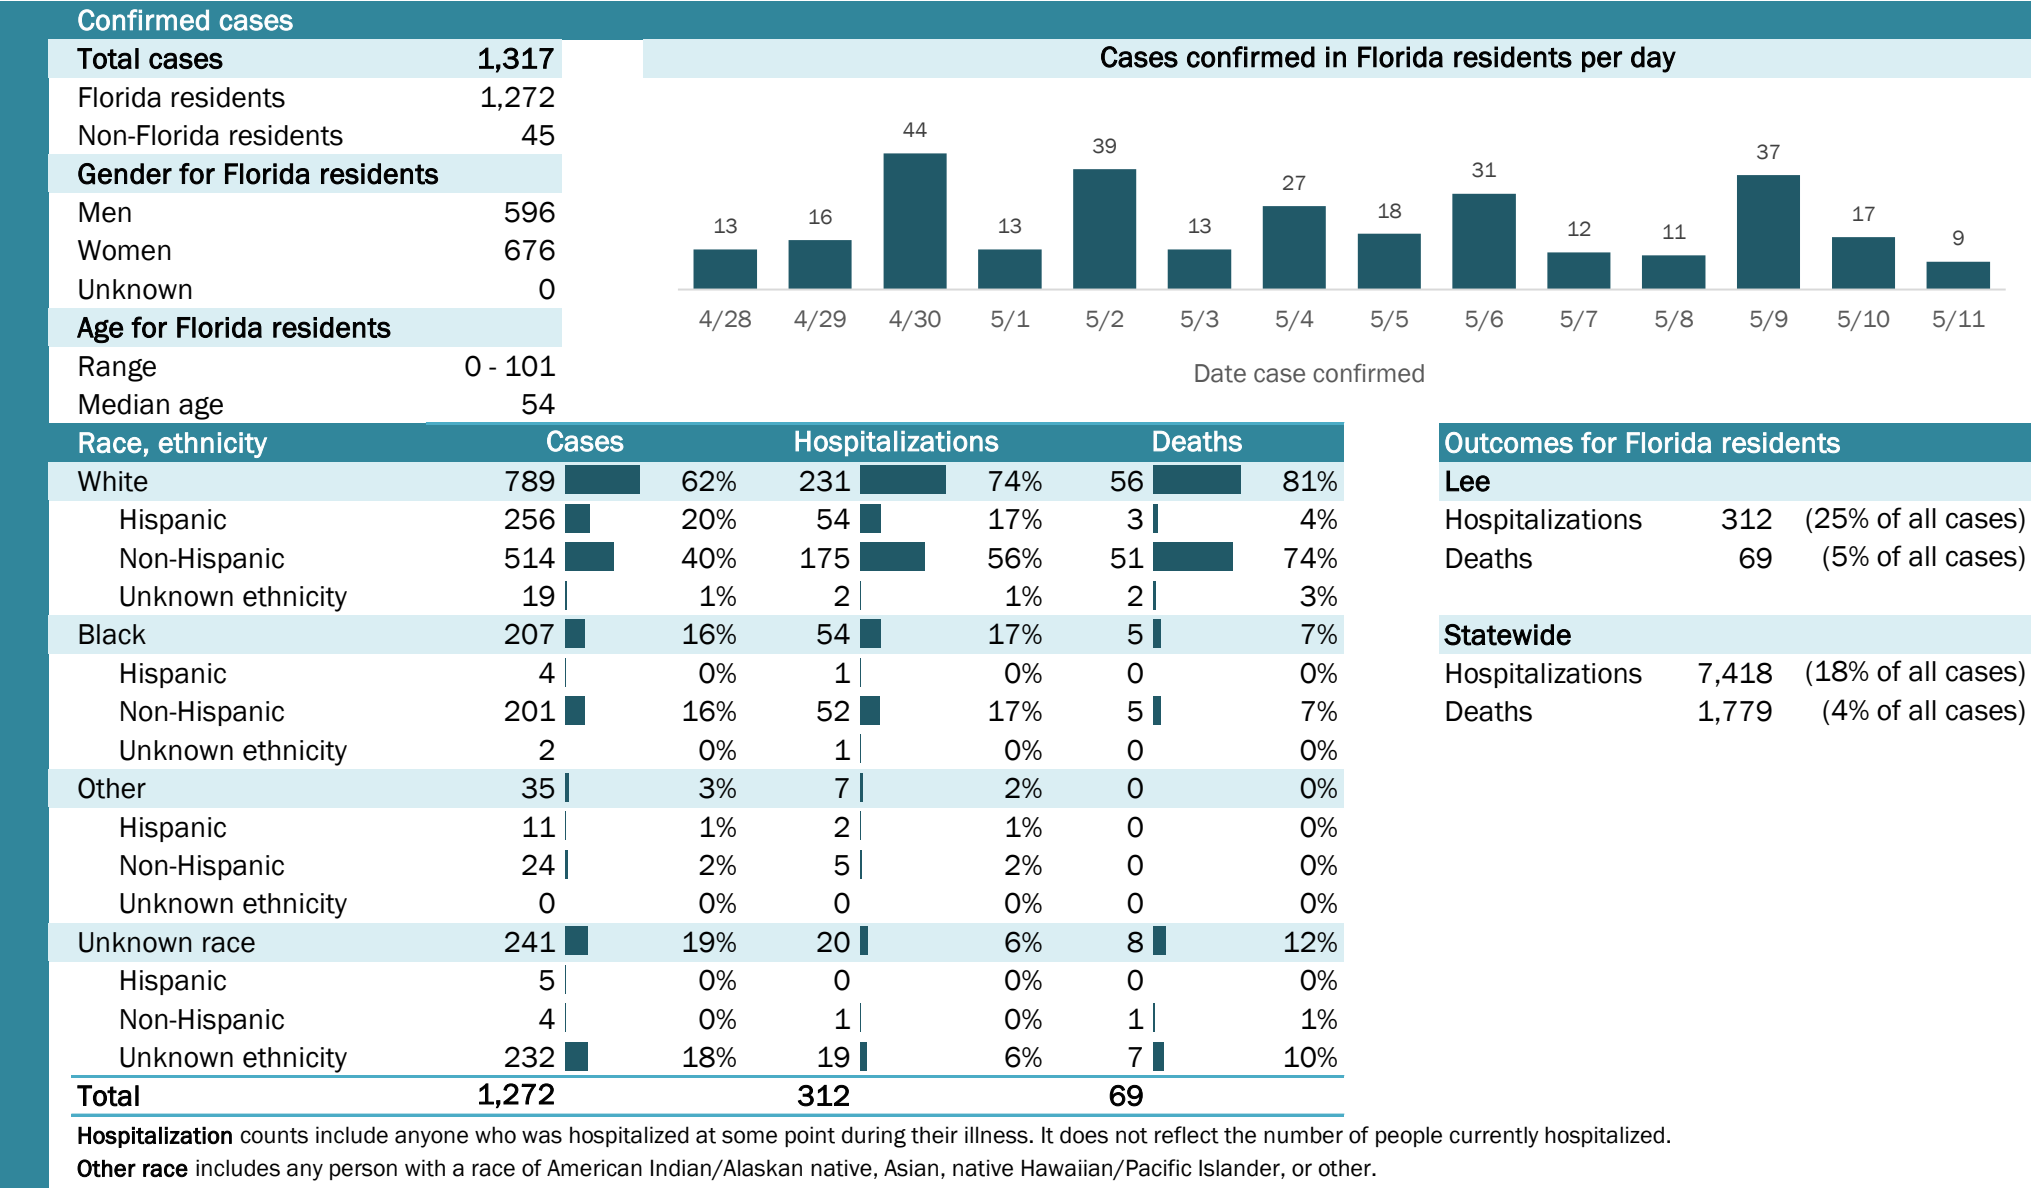 Confirmed cases
Total cases 1,317
Florida residents 1,272
Non-Florida residents 45
Gender for Florida residents
Men 596
Women 676
Unknown 0
Age for Florida residents
Range 0 - 101
Median age 54
Cases confirmed in Florida residents per day
13 16 44 13 39 13 27 18 31 12 11 37 17 9
4/28 4/29 4/30 5/1 5/2 5/3 5/4 5/5 5/6 5/7 5/8 5/9 5/10 5/11
Date case confirmed
Race, ethnicity Cases Hospitalizations Deaths
White 789 62% 231 74% 56 81%
Hispanic 256 20% 54 17% 3 4%
Non-Hispanic 514 40% 175 56% 51 74%
Unknown ethnicity 19 1% 2 1% 2 3%
Black 207 16% 54 17% 5 7%
Hispanic 4 0% 1 0% 0 0%
Non-Hispanic 201 16% 52 17% 5 7%
Unknown ethnicity 2 0% 1 0% 0 0%
Other 35 3% 7 2% 0 0%
Hispanic 11 1% 2 1% 0 0%
Non-Hispanic 24 2% 5 2% 0 0%
Unknown ethnicity 0 0% 0 0% 0 0%
Unknown race 241 19% 20 6% 8 12%
Hispanic 5 0% 0 0% 0 0%
Non-Hispanic 4 0% 1 0% 1 1%
Unknown ethnicity 232 18% 19 6% 7 10%
Total 1,272 312 69
Outcomes for Florida residents
Lee
Hospitalizations 312 (25% of all cases)
Deaths 69 (5% of all cases)
Statewide
Hospitalizations 7,418 (18% of all cases)
Deaths 1,779 (4% of all cases)
Hospitalization counts include anyone who was hospitalized at some point during their illness. It does not reflect the number of people currently hospitalized.
Other race includes any person with a race of American Indian/Alaskan native, Asian, native Hawaiian/Pacific Islander, or other.